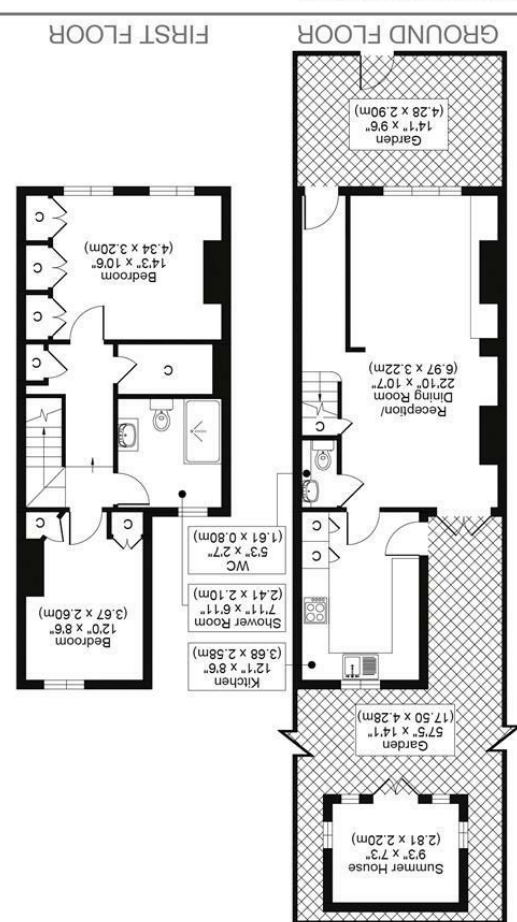 Summer House
9'3" x 7'3"
(2.81 x 2.20m)
Garden
57'5" x 14'1"
(17.50 x 4.28m)
Kitchen
12'1" x 8'6"
(3.68 x 2.58m)
Shower Room
7'11" x 6'11"
(2.41 x 2.10m)
WC
5'3" x 2'7"
(1.61 x 0.80m)
C
C
C
Reception/
Dining Room
22'10" x 10'7"
(6.97 x 3.22m)
Garden
14'1" x 9'6"
(4.28 x 2.90m)
GROUND FLOOR
Bedroom
12'0" x 8'6"
(3.67 x 2.60m)
C
C
C
C
C
C
C
Bedroom
14'3" x 10'6"
(4.34 x 3.20m)
FIRST FLOOR